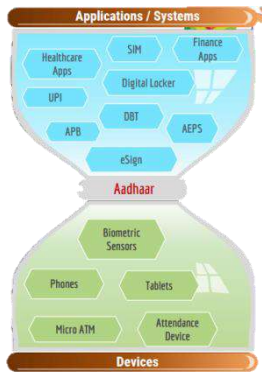 Applications / Systems
SIM
Finance
Apps
Healthcare
Apps
Digital Locker
UPI
DBT
APB
AEPS
eSign
Aadhaar
Biometric
Sensors
Phones
Tablets
Micro ATM
Attendance
Device
Devices